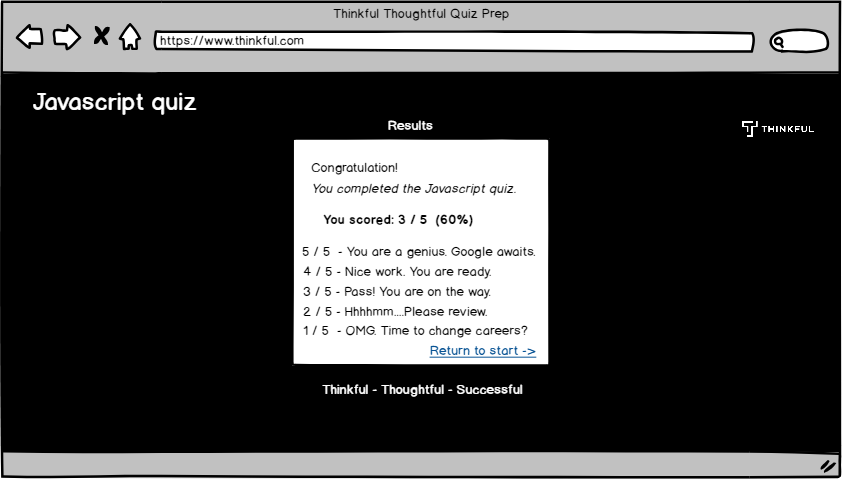 Thinkful Thoughtful Quiz Prep
https://www.thinkful.com
Javascript quiz
Results
THINKFUL
Congratulation!
You completed the Javascript quiz.
You scored: 3 / 5 (60%)
5 / 5 - You are a genius. Google awaits.
4 / 5 - Nice work. You are ready.
3 / 5 - Pass! You are on the way.
2 / 5 - Hhhhmm....Please review.
1 / 5 - OMG. Time to change careers?
Return to start ->
Thinkful - Thoughtful - Successful